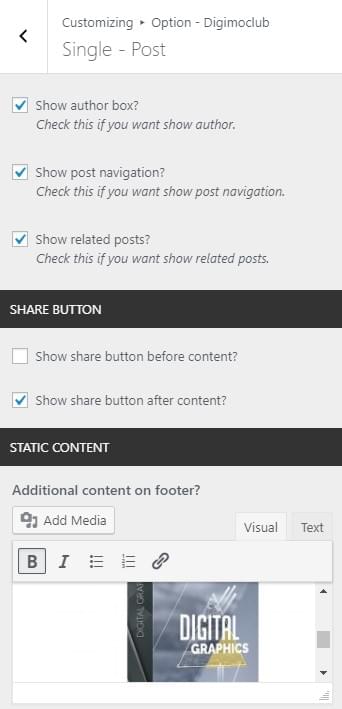 Customizing ▸ Option - Digimoclub
Single - Post
Show author box?
Check this if you want show author.
Show post navigation?
Check this if you want show post navigation.
Show related posts?
Check this if you want show related posts.
SHARE BUTTON
Show share button before content?
Show share button after content?
STATIC CONTENT
Additional content on footer?
Add Media
Visual Text
B I
DIGITAL GRAP
DIGITAL
GRAPHICS